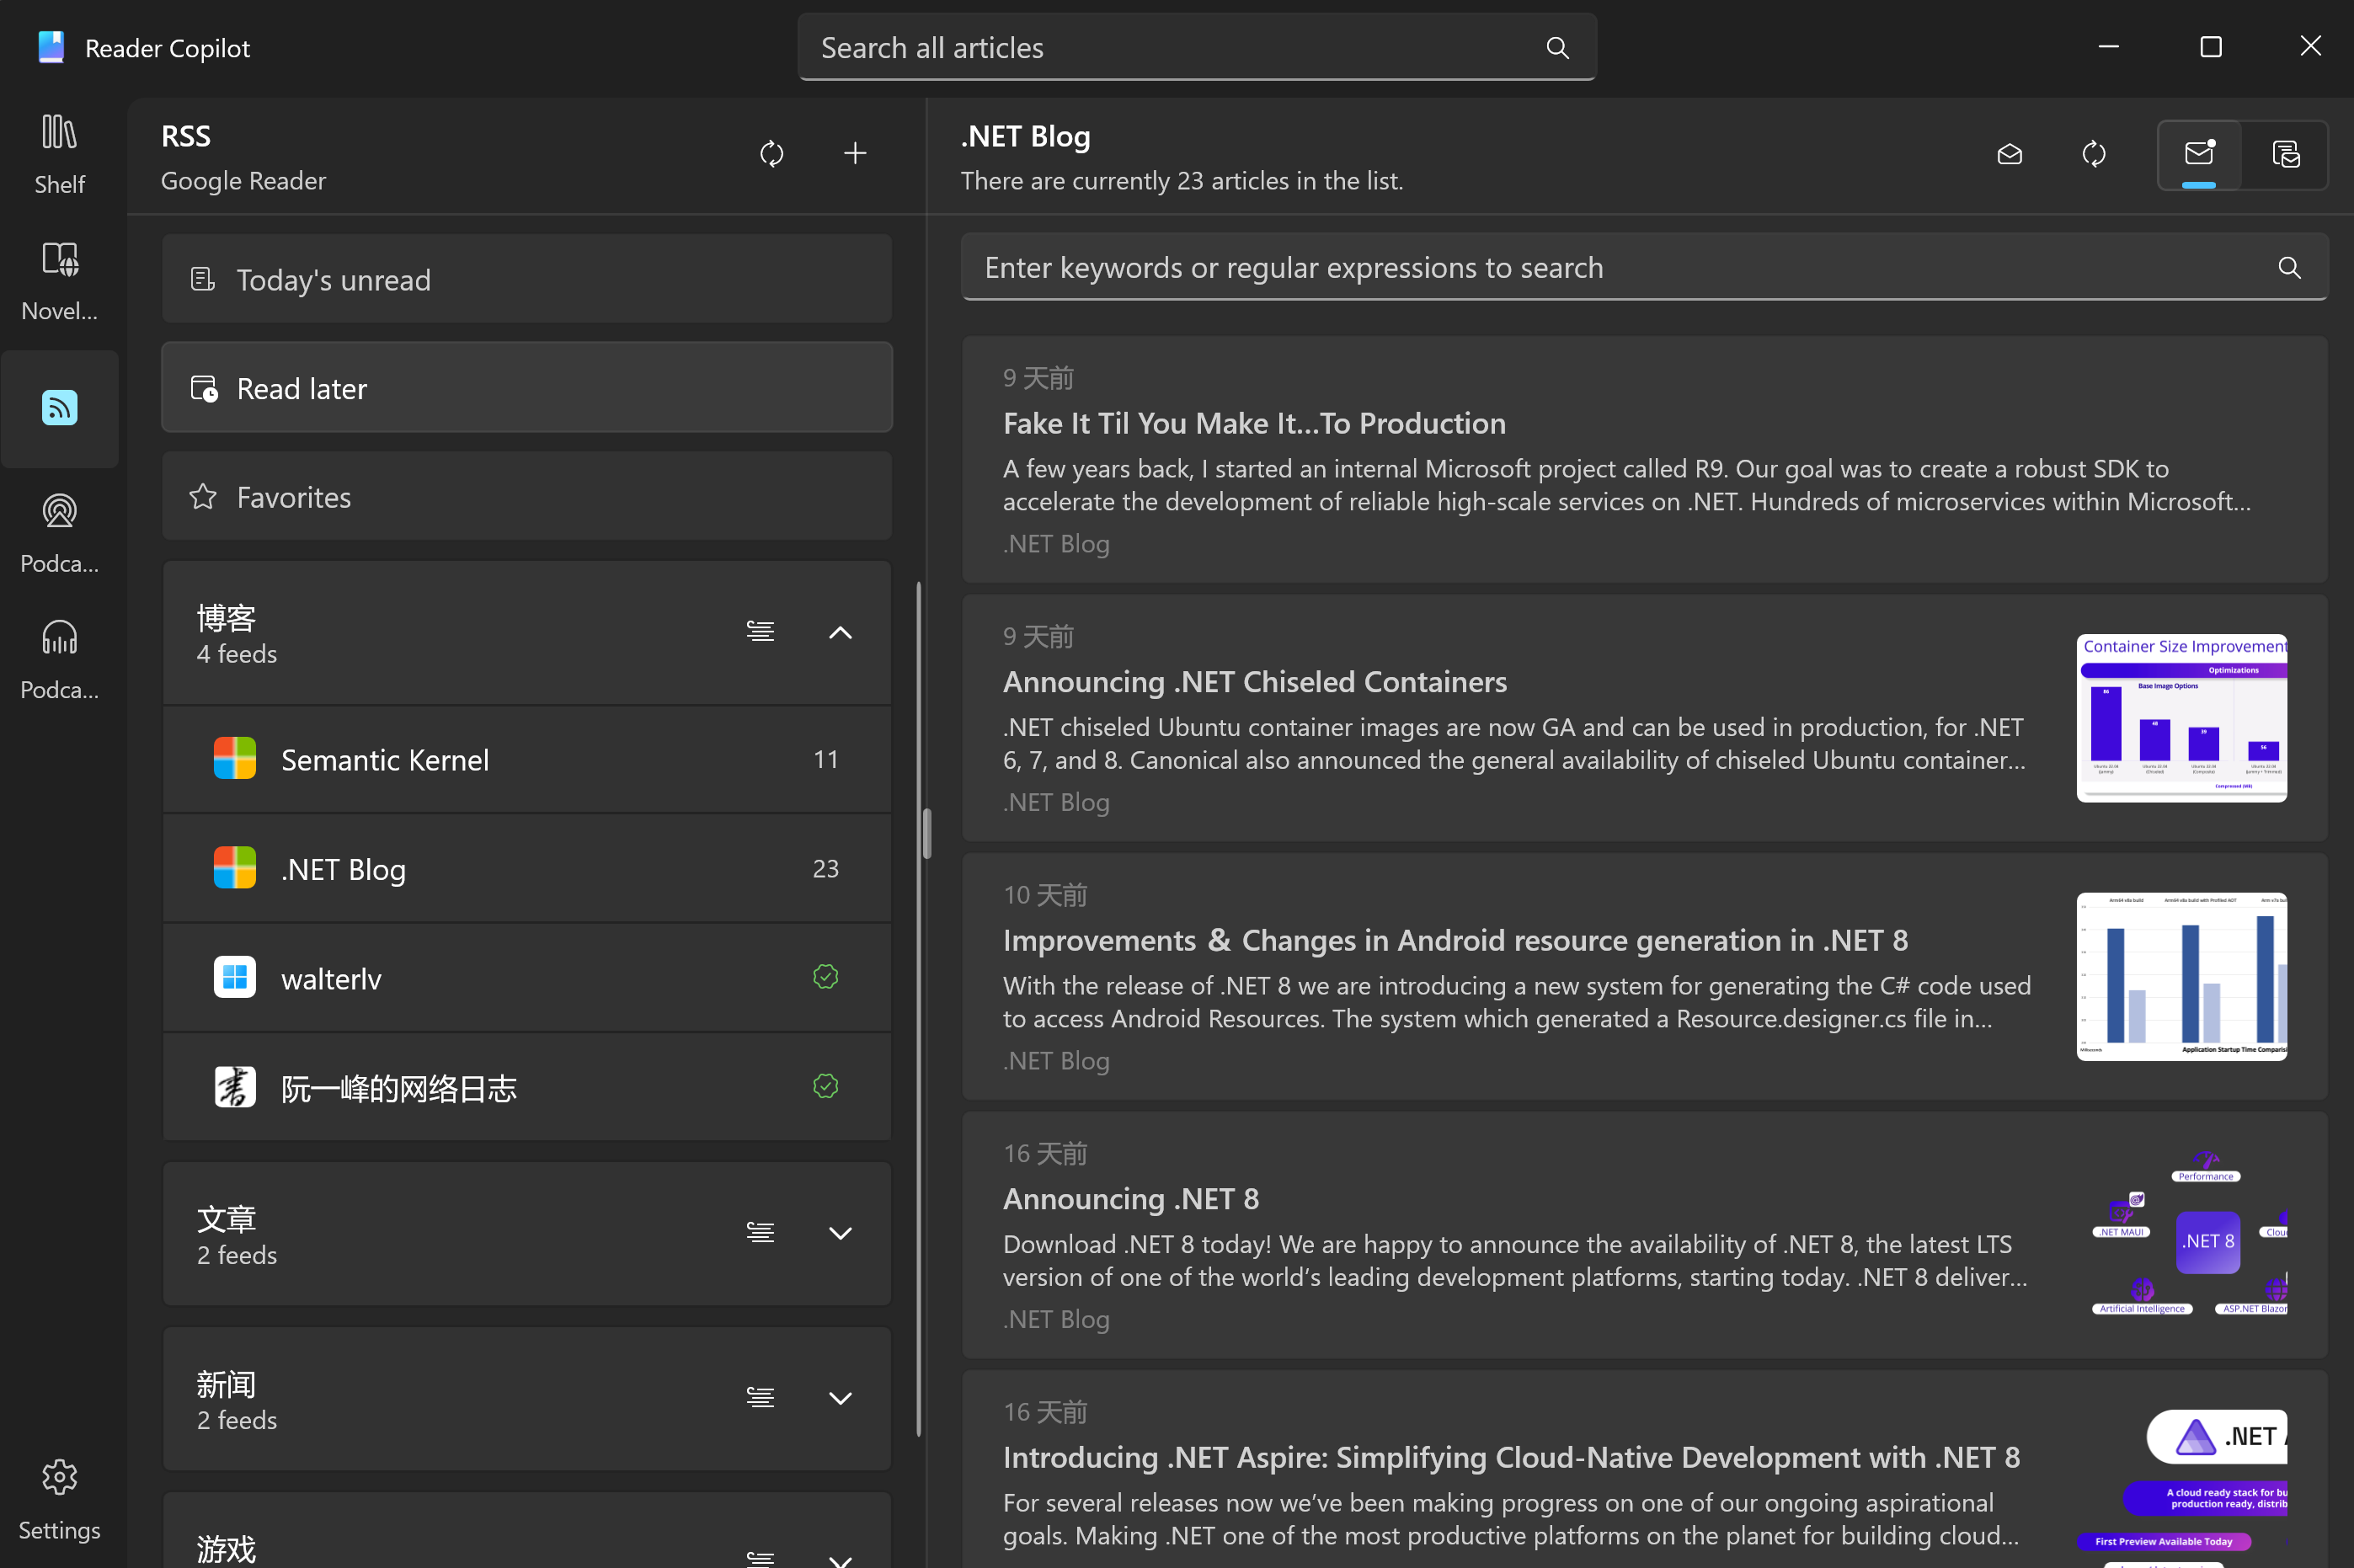 Reader Copilot
Search all articles
Shelf
Novel...
Podca...
Podca...
Settings
RSS
Google Reader
Today's unread
Read later
Favorites
博客
4 feeds
Semantic Kernel
11
.NET Blog
23
walterlv
阮一峰的网络日志
文章
2 feeds
新闻
2 feeds
游戏
.NET Blog
There are currently 23 articles in the list.
Enter keywords or regular expressions to search
9 天前
Fake It Til You Make It...To Production
A few years back, I started an internal Microsoft project called R9. Our goal was to create a robust SDK to
accelerate the development of reliable high-scale services on .NET. Hundreds of microservices within Microsoft...
.NET Blog
9 天前
Announcing .NET Chiseled Containers
.NET chiseled Ubuntu container images are now GA and can be used in production, for .NET
6, 7, and 8. Canonical also announced the general availability of chiseled Ubuntu container...
.NET Blog
Container Size Improvement
Optimizations
Base Image Options
10 天前
Improvements & Changes in Android resource generation in .NET 8
With the release of .NET 8 we are introducing a new system for generating the C# code used
to access Android Resources. The system which generated a Resource.designer.cs file in...
.NET Blog
Application Startup Time Comparisi
16 天前
Announcing .NET 8
Download .NET 8 today! We are happy to announce the availability of .NET 8, the latest LTS
version of one of the world’s leading development platforms, starting today. .NET 8 deliver...
.NET Blog
Performance
.NET MAUI
.NET 8
Clou
Artificial Intelligence
ASP.NET Blazor
16 天前
Introducing .NET Aspire: Simplifying Cloud-Native Development with .NET 8
For several releases now we’ve been making progress on one of our ongoing aspirational
goals. Making .NET one of the most productive platforms on the planet for building cloud...
.NET
A cloud ready stack for bu
production ready, distrib
First Preview Available Today